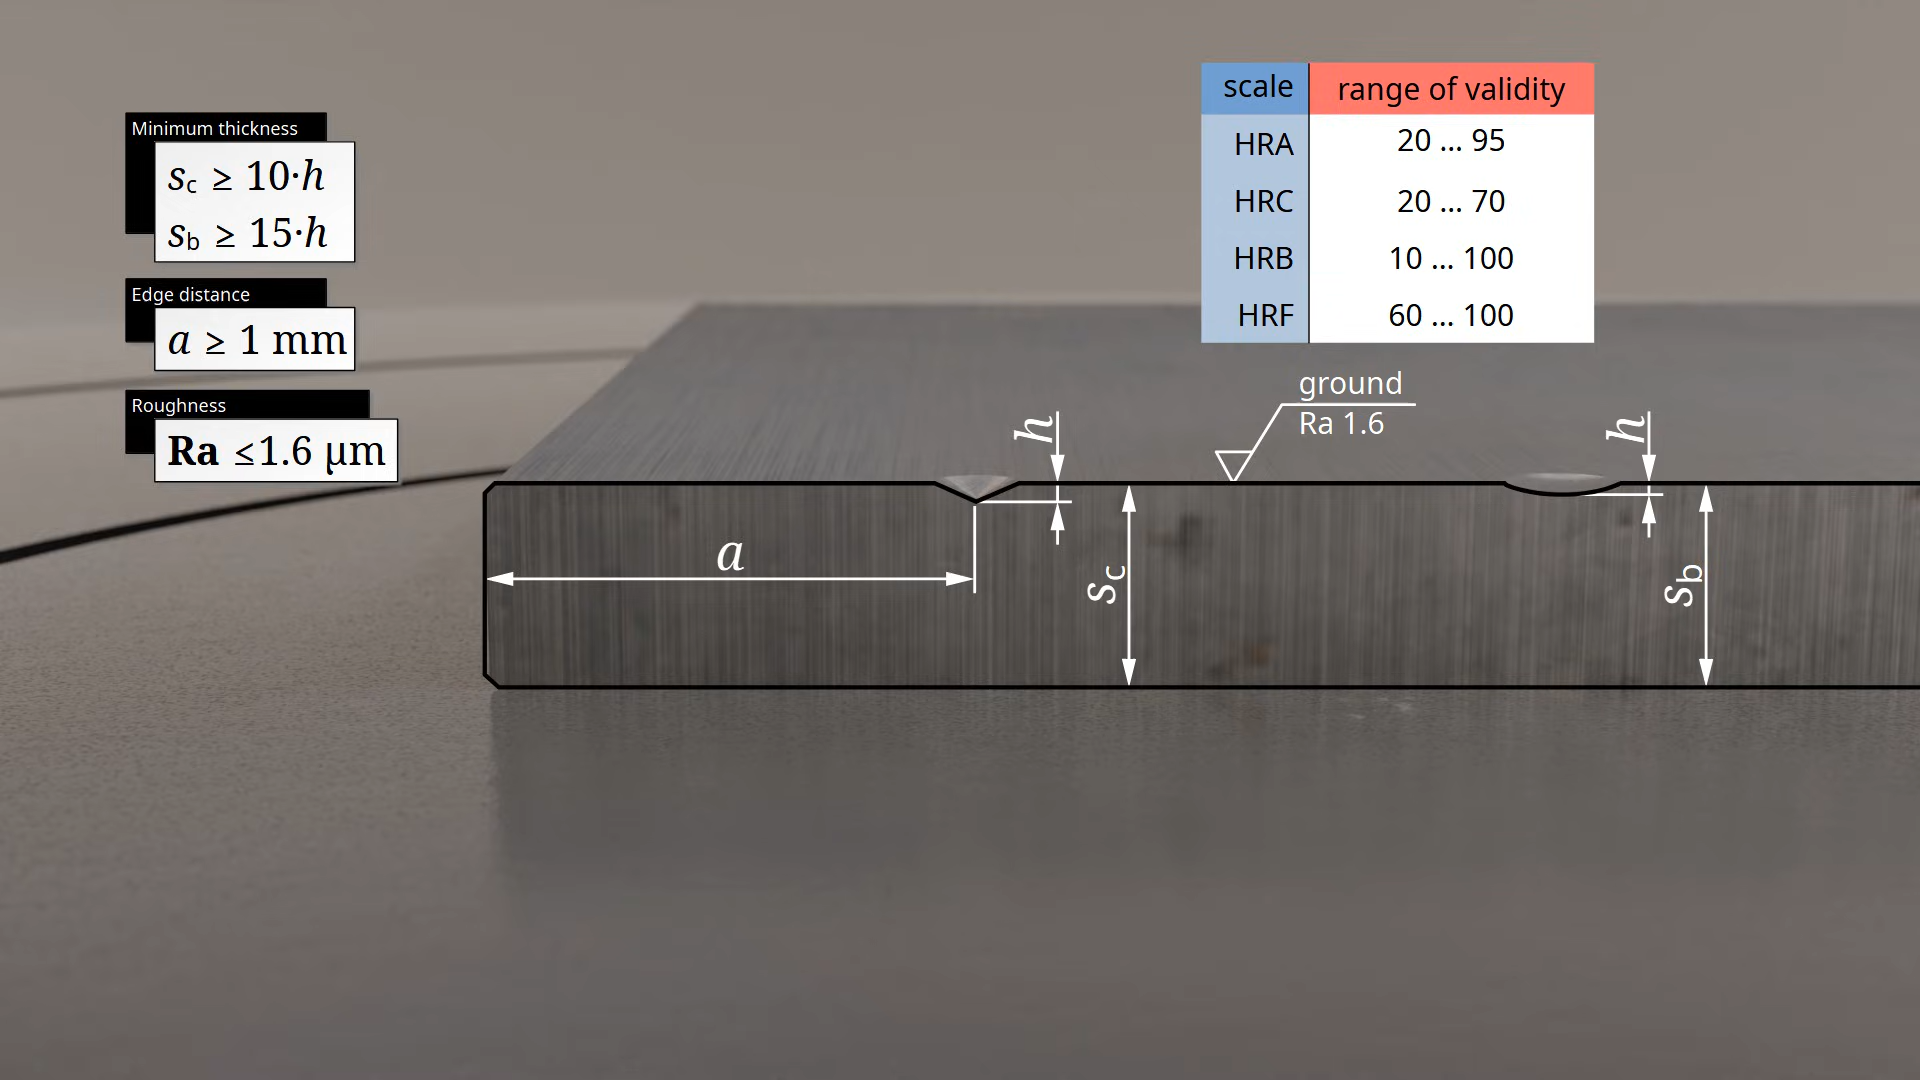 Minimum thickness
sc ≥ 10·h
sb ≥ 15·h
Edge distance
a ≥ 1 mm
Roughness
Ra ≤1.6 µm
scale range of validity
HRA 20 ... 95
HRC 20 ... 70
HRB 10 ... 100
HRF 60 ... 100
ground
Ra 1.6
h
h
a
sc
sb